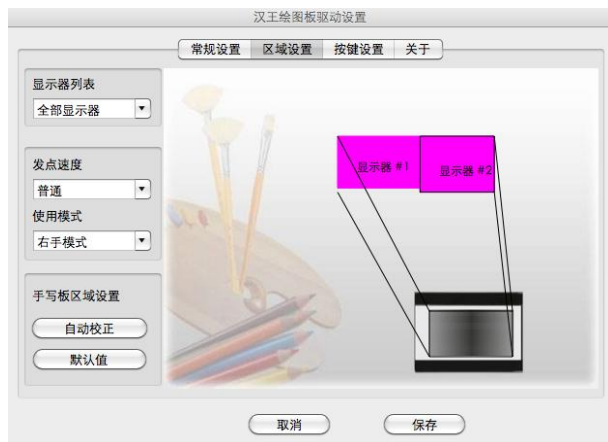 汉王绘图板驱动设置
常规设置 区域设置 按键设置 关于
显示器列表
全部显示器
发点速度
普通
使用模式
右手模式
手写板区域设置
自动校正
默认值
显示器 #1 显示器 #2
取消 保存